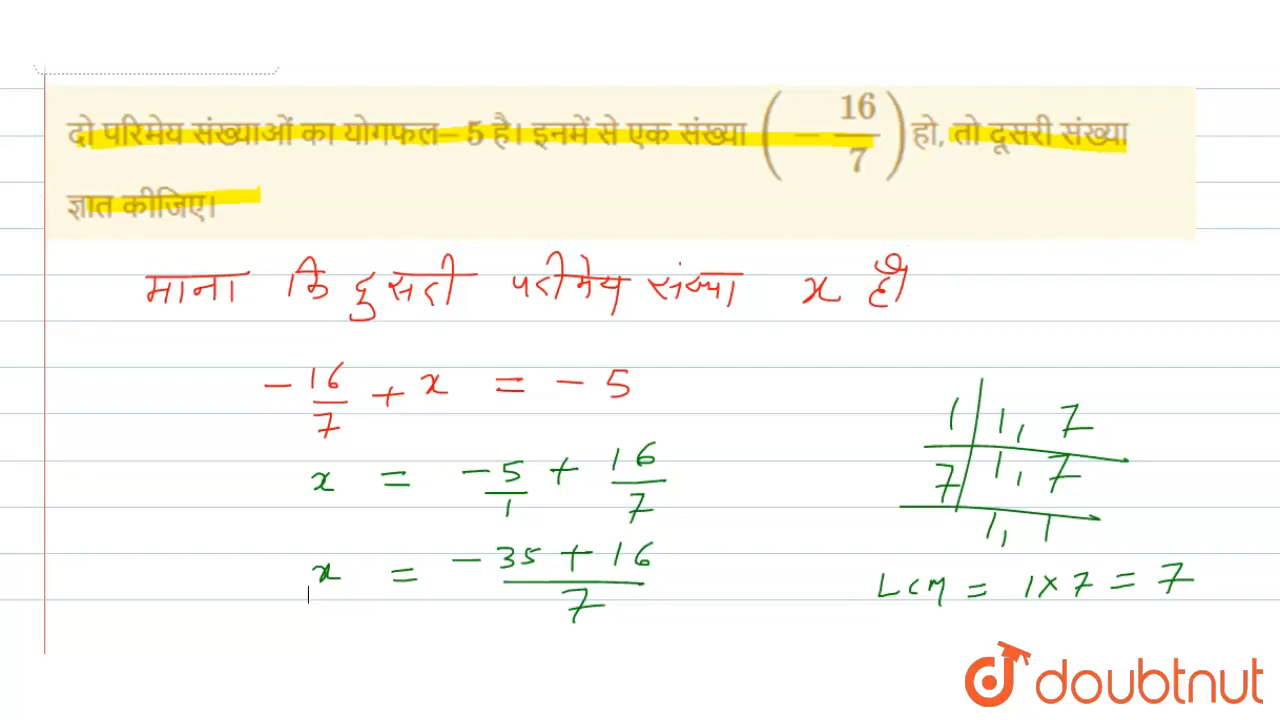 दो परिमेय संख्याओं का योगफल– 5 है। इनमें से एक संख्या (− 16/7) हो, तो दूसरी संख्या
ज्ञात कीजिए।
माना कि दुसरी परीमेय संख्या x है
− 16/7 + x = − 5
x = −5/1 + 16/7
x = −35 + 16/7
1 | 1, 7
7 | 1, 7
1, 1
LCM = 1 × 7 = 7
doubtnut